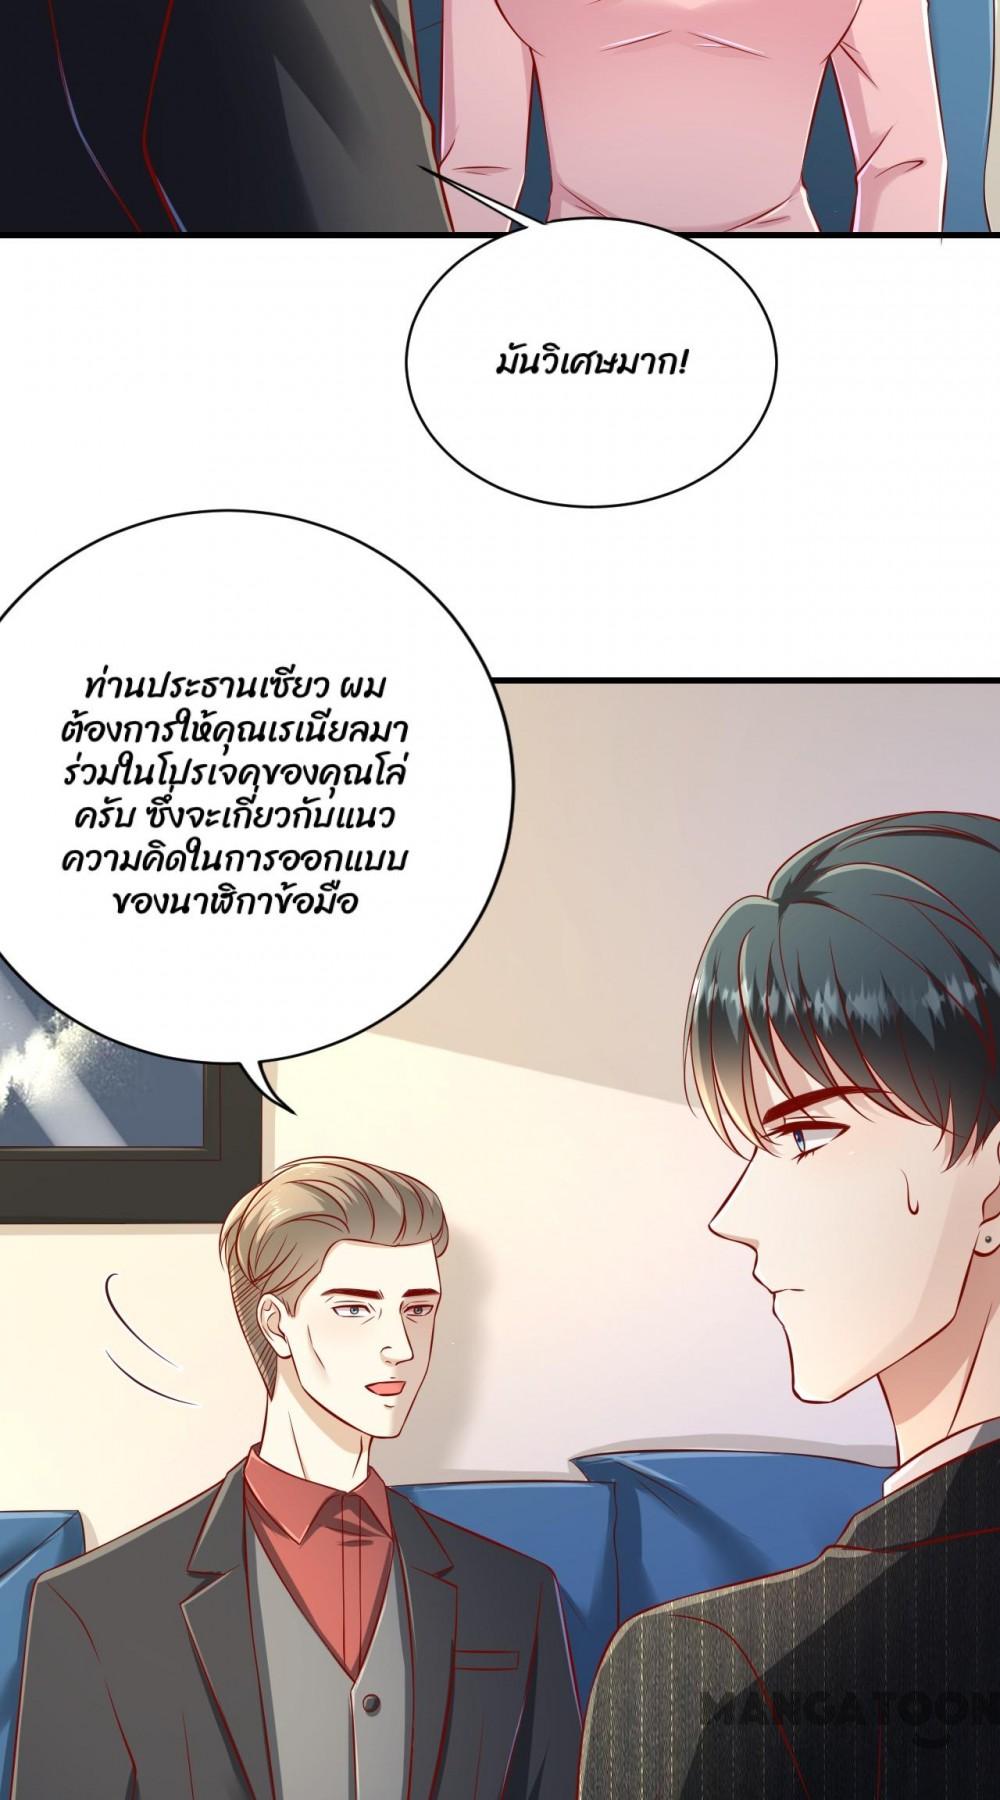 มันวิเศษมาก!
ท่านประธานเซียว ผม
ต้องการให้คุณเรเนียลมา
ร่วมในโปรเจคของคุณโล่
ครับ ซึ่งจะเกี่ยวกับแนว
ความคิดในการออกแบบ
ของนาฬิกาข้อมือ
MANGATOON